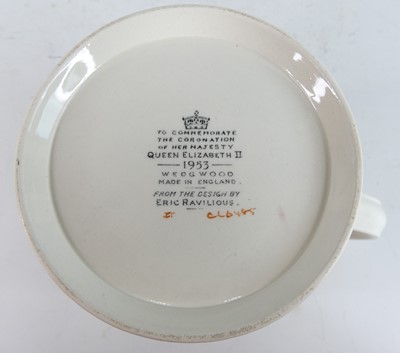 TO COMMEMORATE
THE CORONATION
OF HER MAJESTY
QUEEN ELIZABETH II
1953
WEDGWOOD
MADE IN ENGLAND.
FROM THE DESIGN BY
ERIC RAVILIOUS.